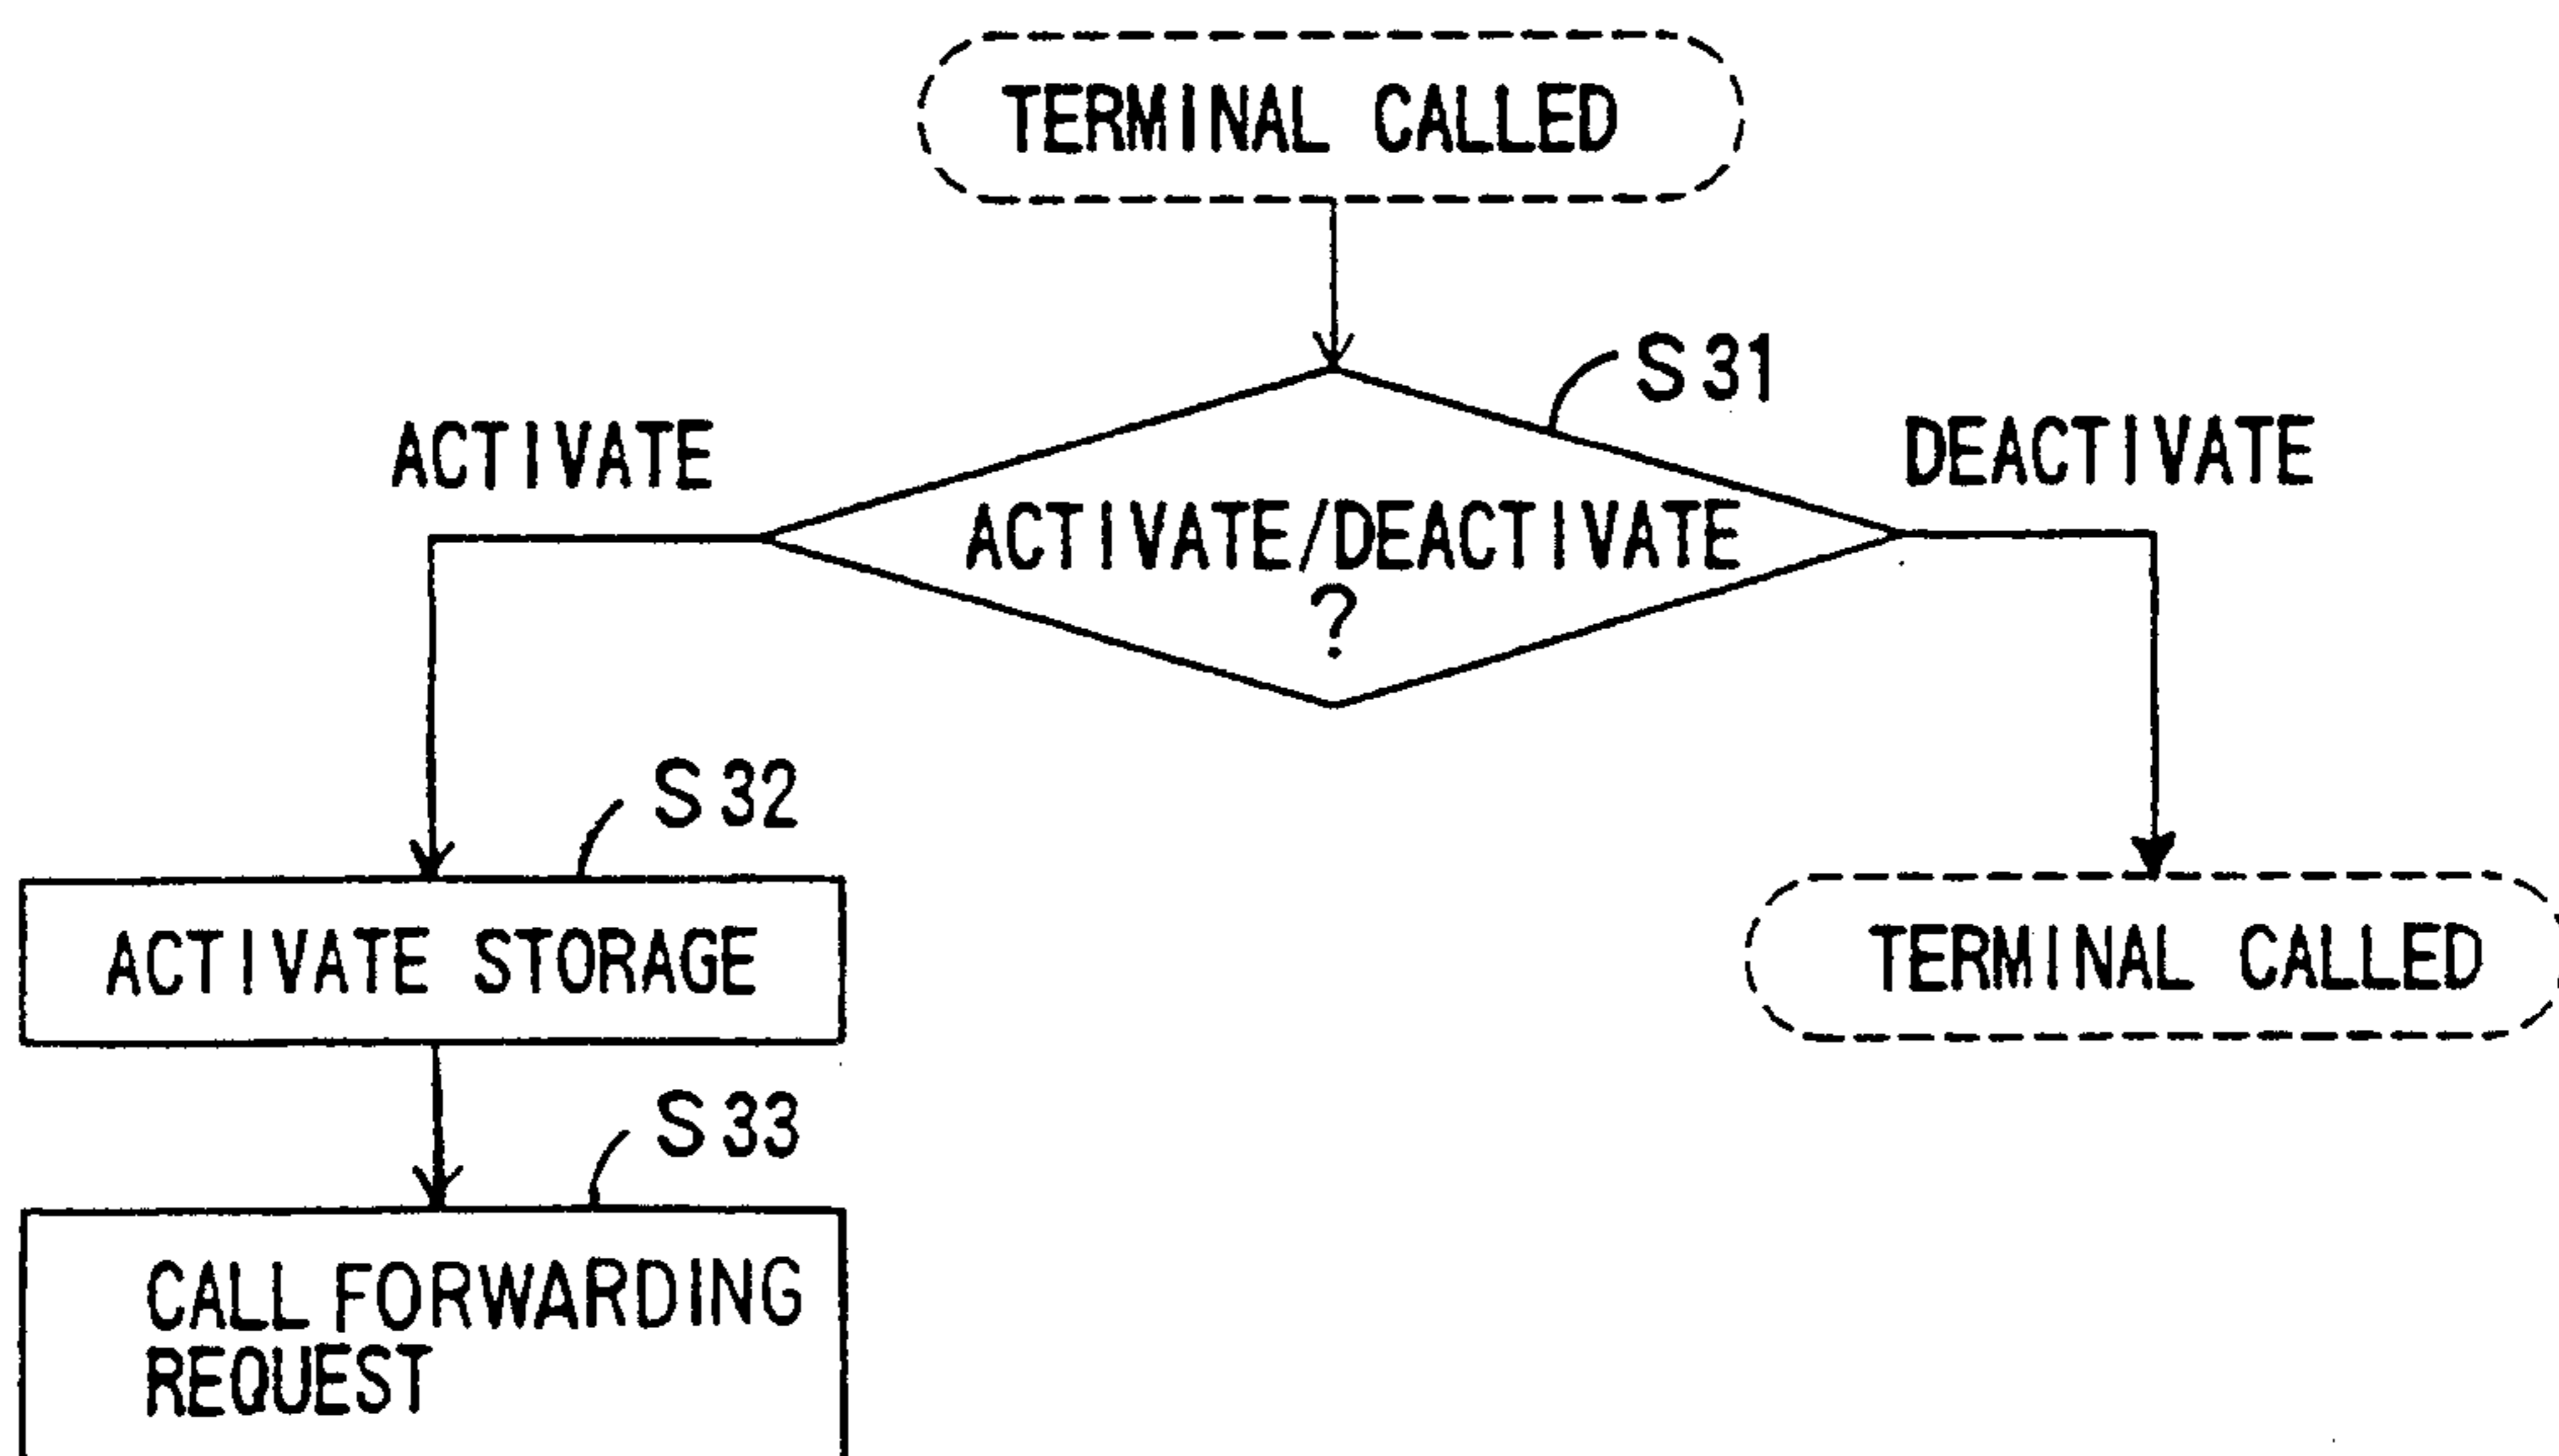 TERMINAL CALLED
S31
ACTIVATE
DEACTIVATE
ACTIVATE/DEACTIVATE
?
S32
ACTIVATE STORAGE
TERMINAL CALLED
S33
CALL FORWARDING
REQUEST